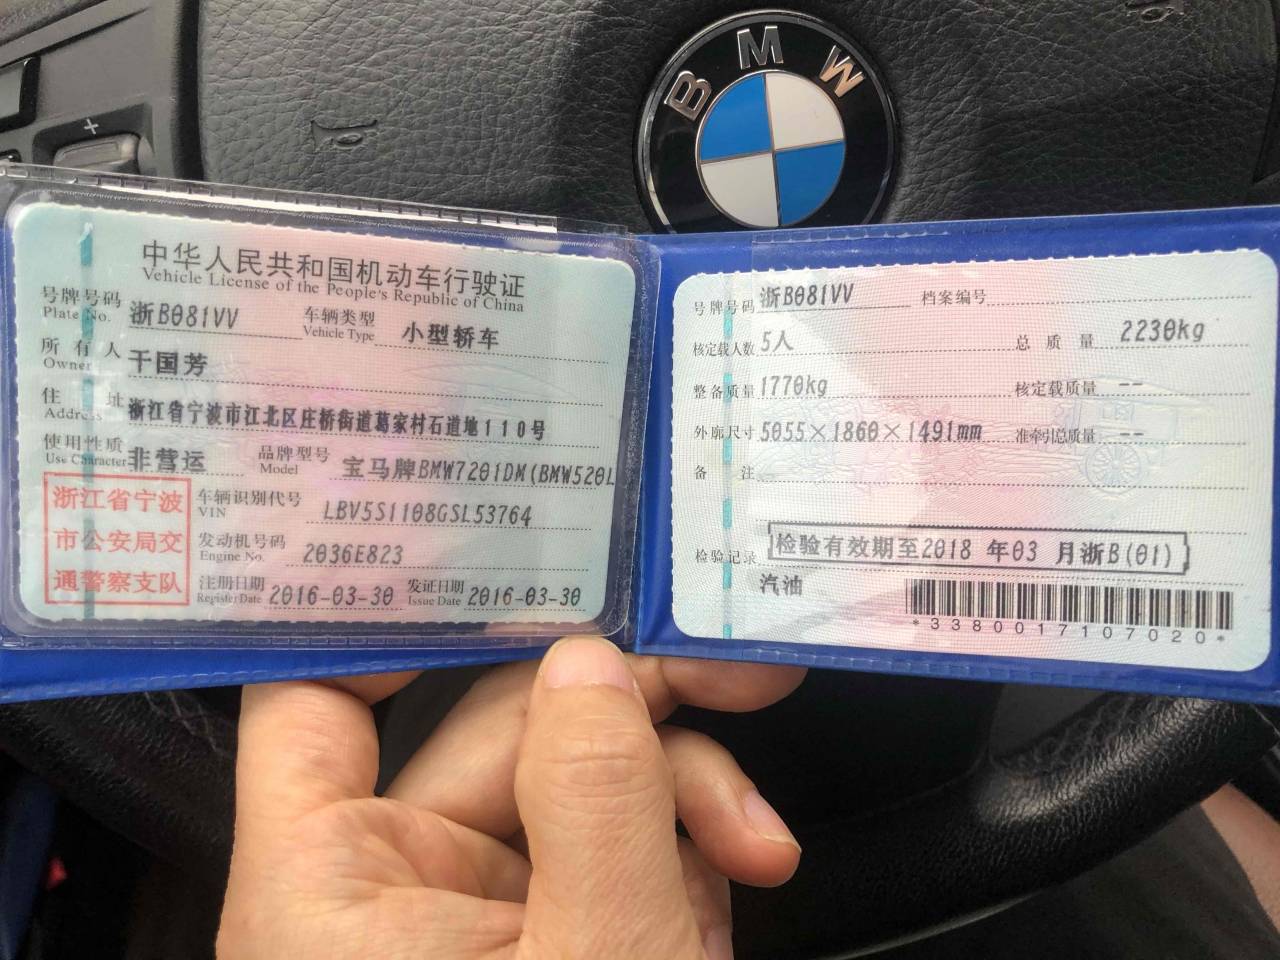 BMW
+
中华人民共和国机动车行驶证
Vehicle License of the People's Republic of China
号牌号码 浙B081VV 车辆类型 小型轿车
Plate No. Vehicle Type
所有人 干国芳
Owner
住址 浙江省宁波市江北区庄桥街道葛家村石道地110号
Address
使用性质 非营运 品牌型号 宝马牌BMW7201DM(BMW520L
Use Character Model
浙江省宁波
市公安局交
通警察支队
车辆识别代号 LBV5S1108GSL53764
VIN
发动机号码 2036E823
Engine No.
注册日期 2016-03-30 发证日期 2016-03-30
Register Date Issue Date
号牌号码 浙B081VV 档案编号
核定载人数 5人 总质量 2230kg
整备质量 1770kg 核定载质量 --
外廓尺寸 5055×1860×1491mm 准牵引总质量 --
备注
检验记录 检验有效期至2018 年03 月浙B(01)
汽油
*3380017107020*